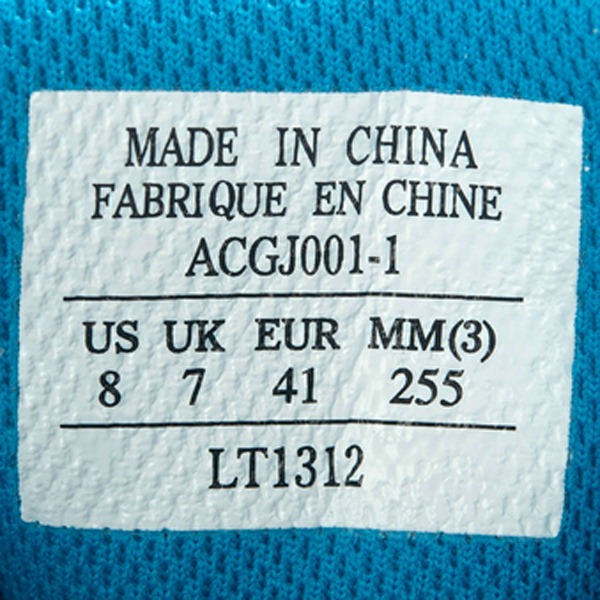 MADE IN CHINA
FABRIQUE EN CHINE
ACGJ001-1
US UK EUR MM(3)
8 7 41 255
LT1312